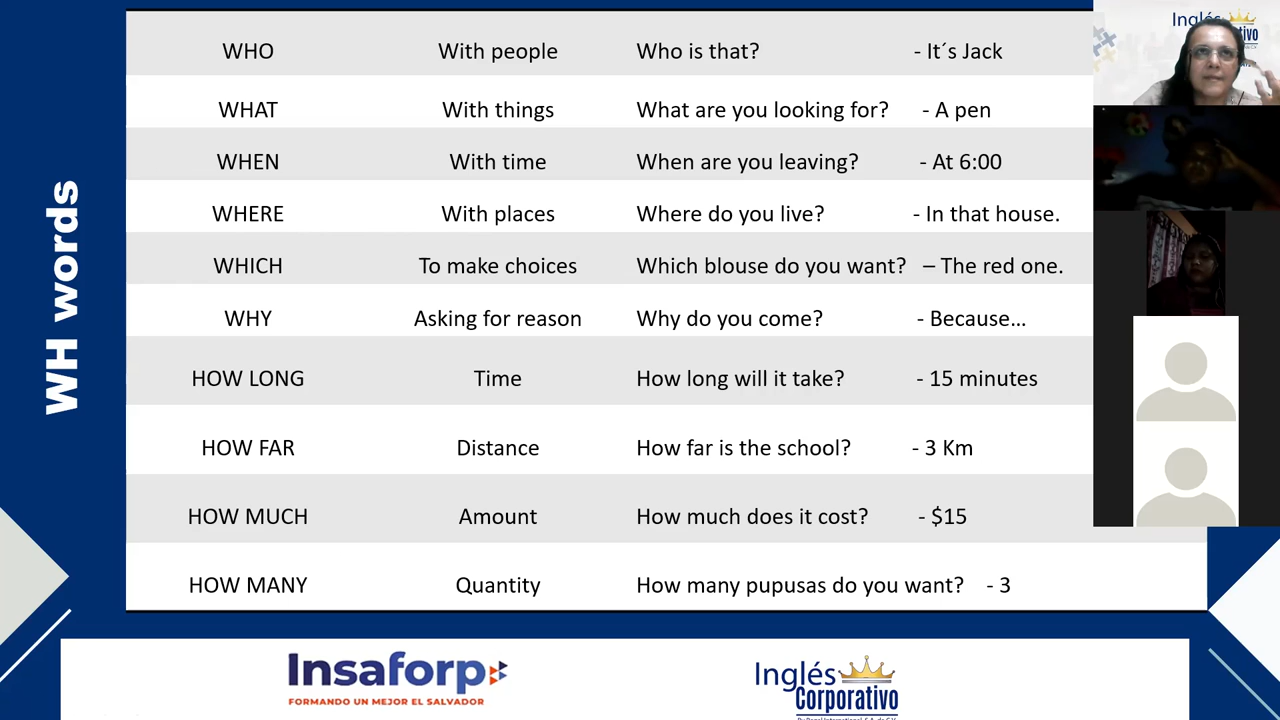 WH words
WHO With people Who is that? - It´s Jack
WHAT With things What are you looking for? - A pen
WHEN With time When are you leaving? - At 6:00
WHERE With places Where do you live? - In that house.
WHICH To make choices Which blouse do you want? – The red one.
WHY Asking for reason Why do you come? - Because...
HOW LONG Time How long will it take? - 15 minutes
HOW FAR Distance How far is the school? - 3 Km
HOW MUCH Amount How much does it cost? - $15
HOW MANY Quantity How many pupusas do you want? - 3
Insaforp
FORMANDO UN MEJOR EL SALVADOR
Inglés
Corporativo
Inglés